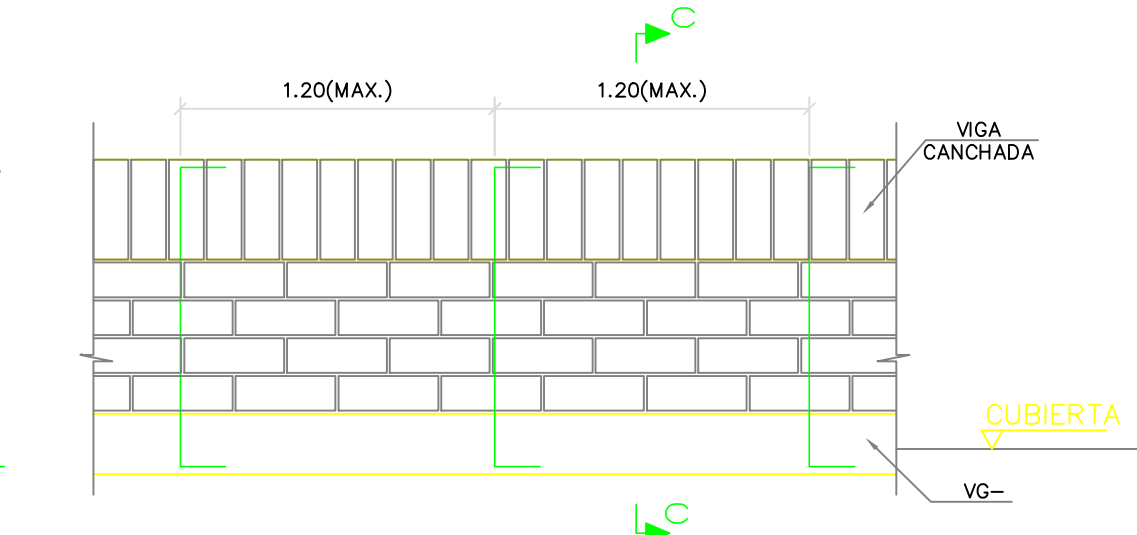 C
1.20(MAX.)
1.20(MAX.)
VIGA
CANCHADA
CUBIERTA
VG-
C